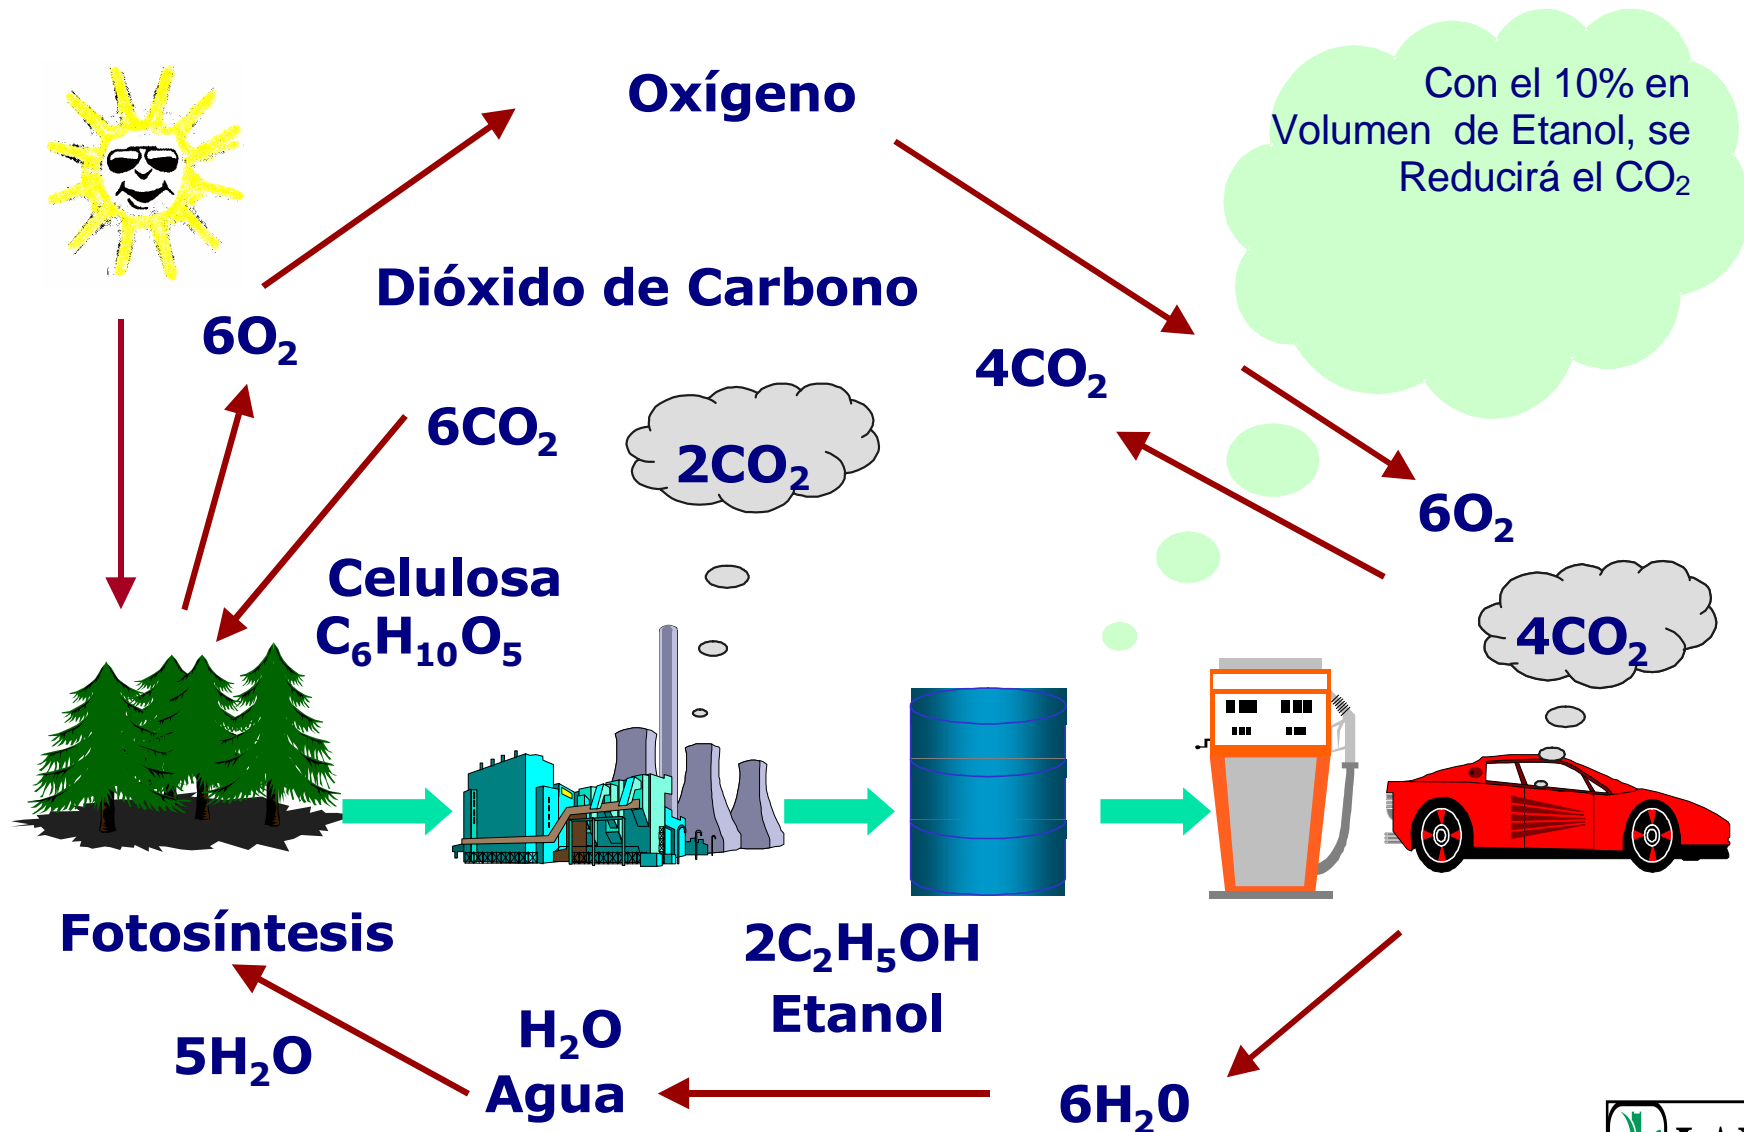 Oxígeno
Con el 10% en
Volumen de Etanol, se
Reducirá el CO₂
Dióxido de Carbono
6O₂
4CO₂
6CO₂
2CO₂
6O₂
Celulosa
C₆H₁₀O₅
4CO₂
Fotosíntesis
2C₂H₅OH
Etanol
H₂O
Agua
5H₂O
6H₂0